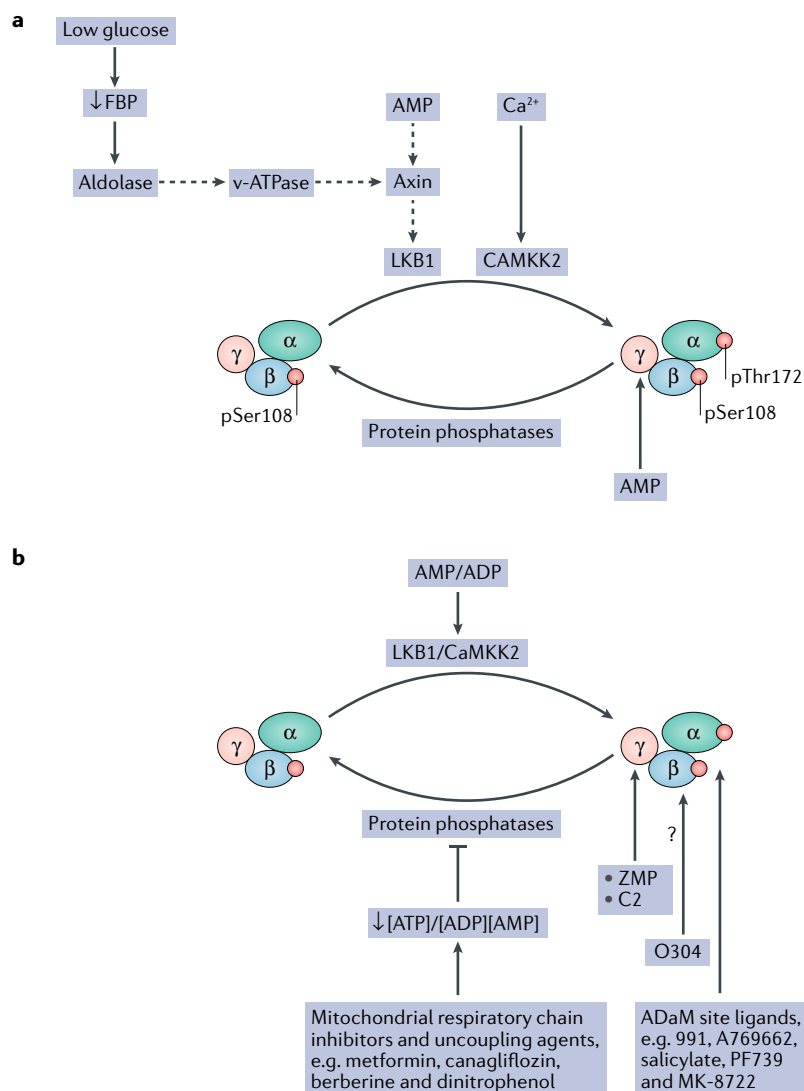 a
Low glucose
↓FBP
AMP
Ca²⁺
Aldolase
v-ATPase
Axin
LKB1
CAMKK2
γ
α
β
pSer108
γ
α
β
pThr172
pSer108
Protein phosphatases
AMP
b
AMP/ADP
LKB1/CaMKK2
γ
α
β
γ
α
β
Protein phosphatases
?
• ZMP
• C2
↓[ATP]/[ADP][AMP]
O304
Mitochondrial respiratory chain
inhibitors and uncoupling agents,
e.g. metformin, canagliflozin,
berberine and dinitrophenol
ADaM site ligands,
e.g. 991, A769662,
salicylate, PF739
and MK-8722